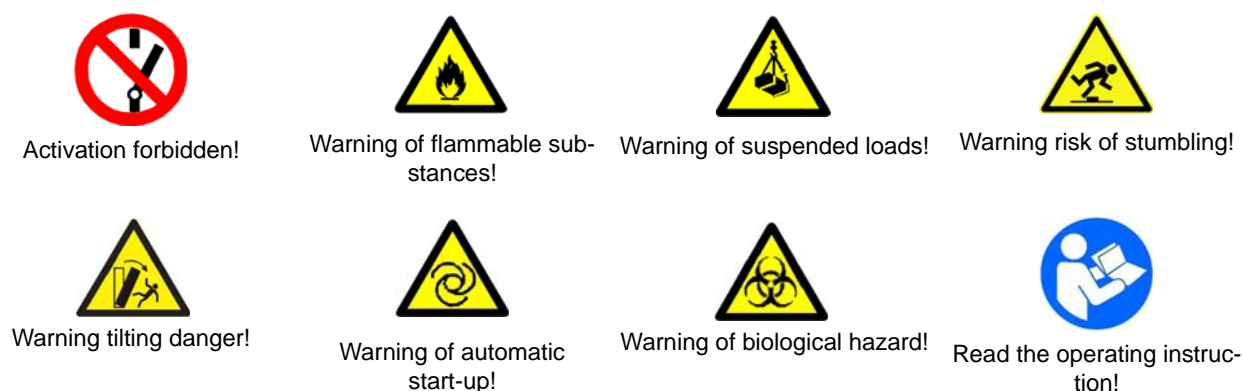 Activation forbidden!
Warning of flammable sub-
stances!
Warning of suspended loads!
Warning risk of stumbling!
Warning tilting danger!
Warning of automatic
start-up!
Warning of biological hazard!
Read the operating instruc-
tion!